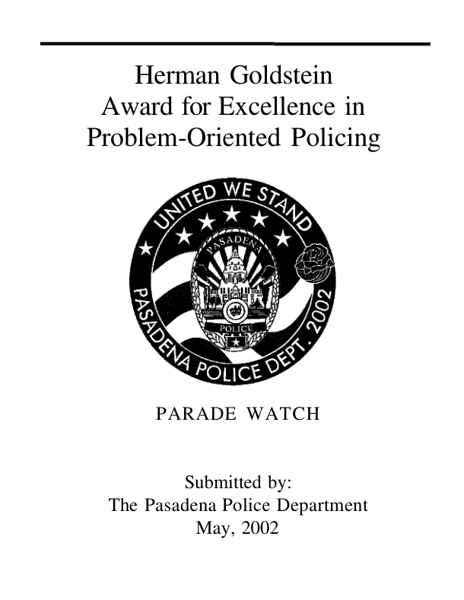 Herman Goldstein
Award for Excellence in
Problem-Oriented Policing
UNITED WE STAND
PASADENA
POLICE
PASADENA POLICE DEPT. 2002
PARADE WATCH
Submitted by:
The Pasadena Police Department
May, 2002